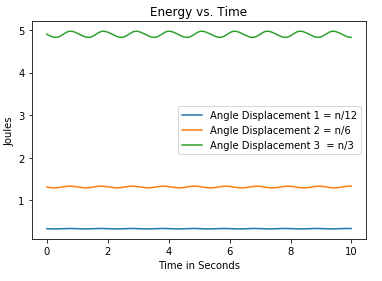 Energy vs. Time
5
4
3
2
1
Joules
Angle Displacement 1 = n/12
Angle Displacement 2 = n/6
Angle Displacement 3  = n/3
0 2 4 6 8 10
Time in Seconds